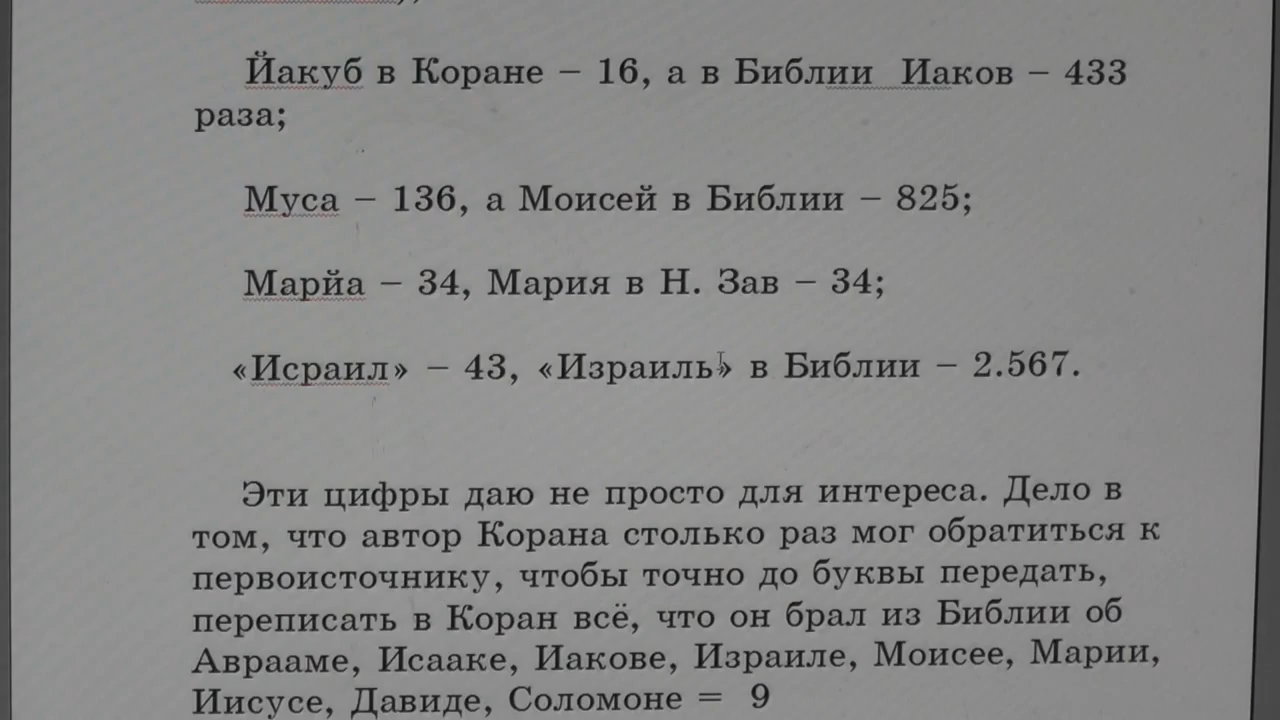 Йакуб в Коране – 16, а в Библии Иаков – 433
раза;
Муса – 136, а Моисей в Библии – 825;
Марйа – 34, Мария в Н. Зав – 34;
«Исраил» – 43, «Израиль» в Библии – 2.567.
Эти цифры даю не просто для интереса. Дело в
том, что автор Корана столько раз мог обратиться к
первоисточнику, чтобы точно до буквы передать,
переписать в Коран всё, что он брал из Библии об
Аврааме, Исааке, Иакове, Израиле, Моисее, Марии,
Иисусе, Давиде, Соломоне = 9